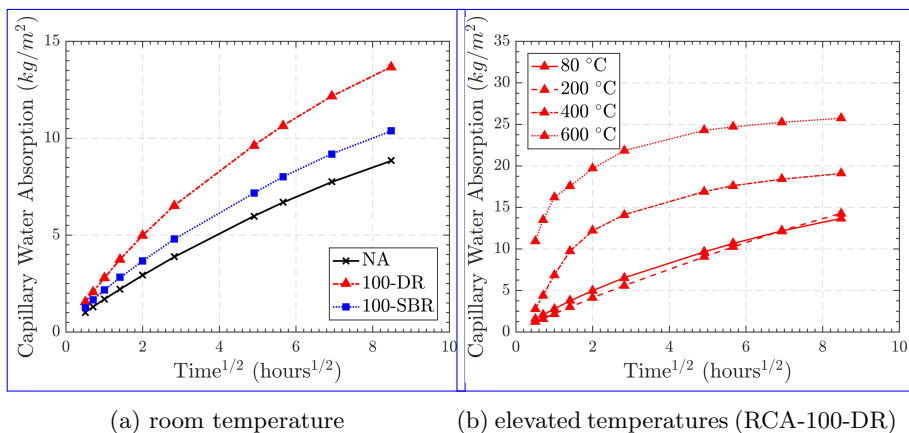 Capillary Water Absorption (kg/m²)
15
10
5
0
0 2 4 6 8 10
Time^1/2 (hours^1/2)
NA
100-DR
100-SBR
(a) room temperature
Capillary Water Absorption (kg/m²)
35
30
25
20
15
10
5
0
0 2 4 6 8 10
Time^1/2 (hours^1/2)
80 °C
200 °C
400 °C
600 °C
(b) elevated temperatures (RCA-100-DR)